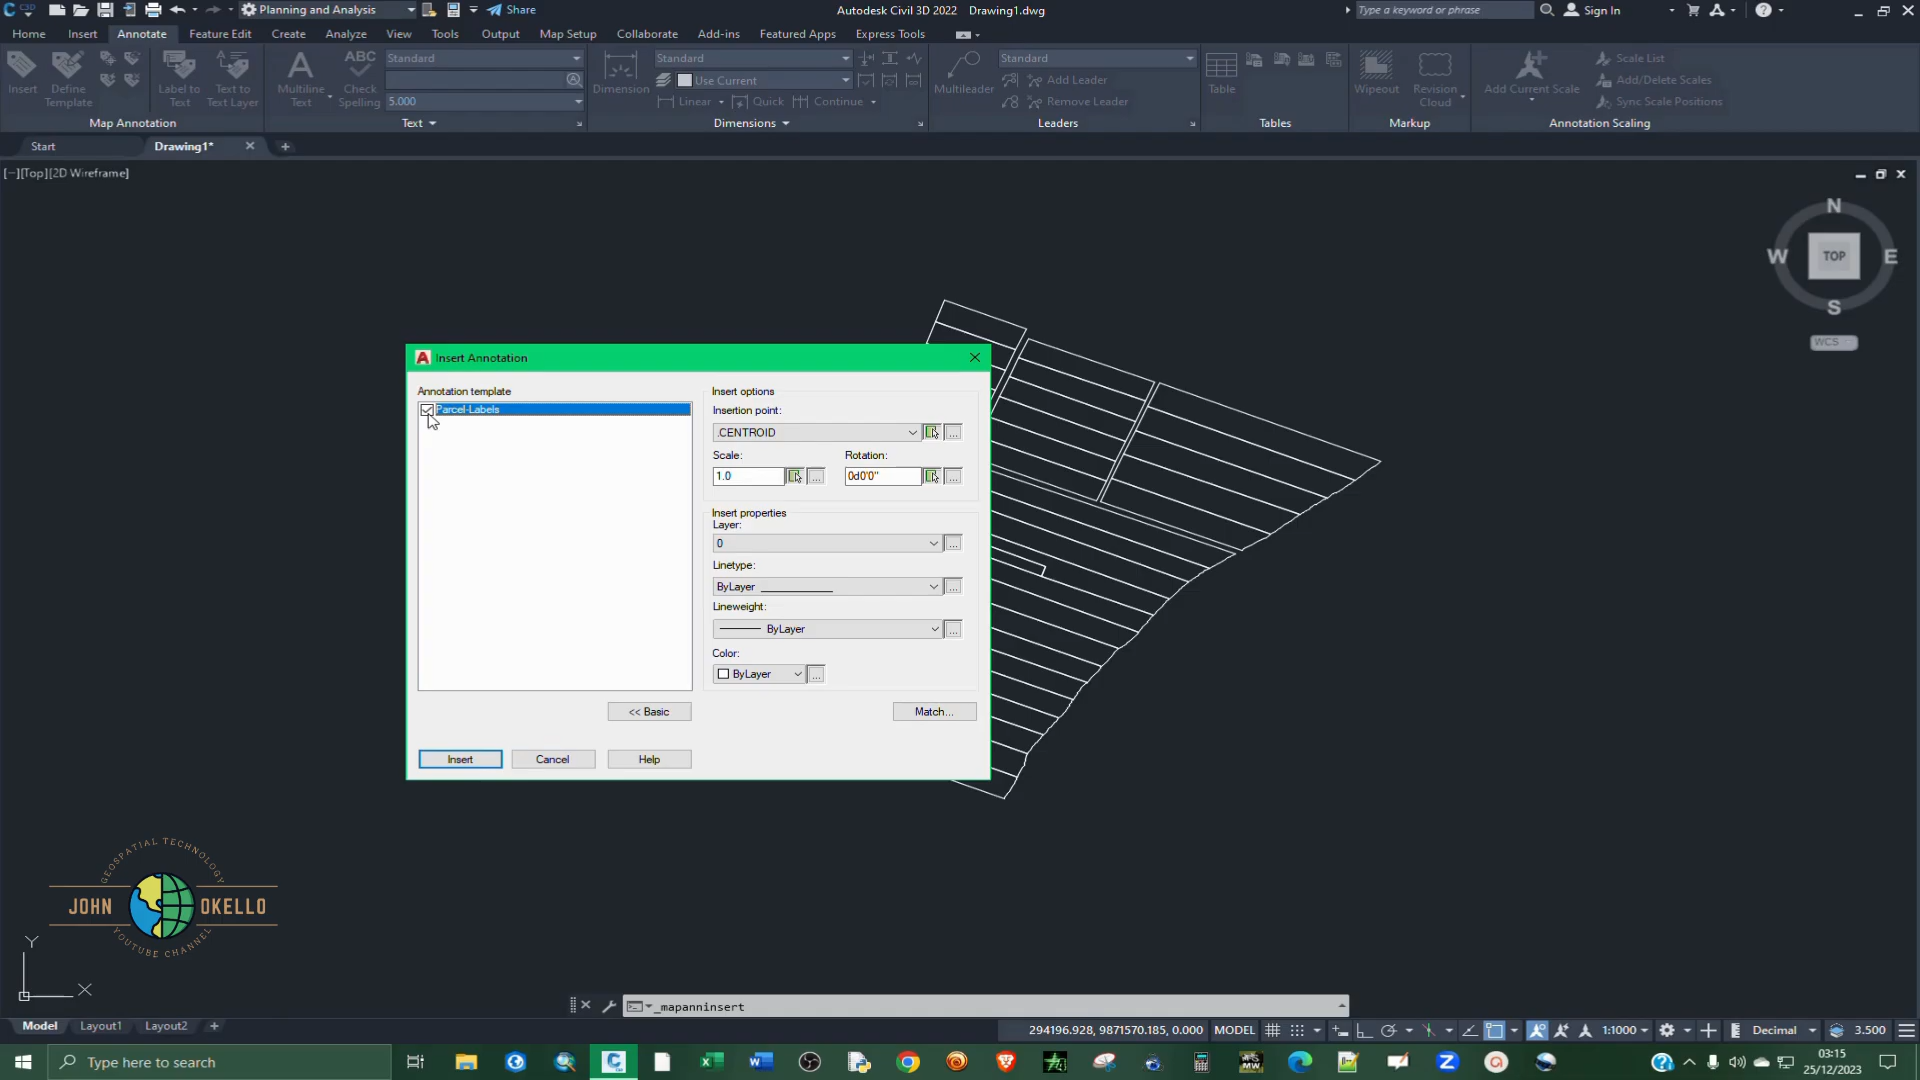 Planning and Analysis
Share
Autodesk Civil 3D 2022 Drawing1.dwg
Type a keyword or phrase
Sign In
Home Insert Annotate Feature Edit Create Analyze View Tools Output Map Setup Collaborate Add-ins Featured Apps Express Tools
Insert
Define Template
Label to Text
Text to Text Layer
Map Annotation
Multiline Text
Check Spelling
Standard
5.000
Text
Dimension
Standard
Use Current
Linear Quick Continue
Dimensions
Multileader
Standard
Add Leader
Remove Leader
Leaders
Table
Tables
Wipeout
Revision Cloud
Markup
Add Current Scale
Scale List
Add/Delete Scales
Sync Scale Positions
Annotation Scaling
Start Drawing1*
[−][Top][2D Wireframe]
N
W TOP E
S
WCS
Insert Annotation
Annotation template
Parcel-Labels
Insert options
Insertion point:
.CENTROID
Scale: Rotation:
1.0 0d0'0"
Insert properties
Layer:
0
Linetype:
ByLayer
Lineweight:
ByLayer
Color:
ByLayer
<< Basic Match...
Insert Cancel Help
GEOSPATIAL TECHNOLOGY
JOHN OKELLO
YOUTUBE CHANNEL
Y
X
_mapanninsert
Model Layout1 Layout2
294196.928, 9871570.185, 0.000 MODEL 1:1000 Decimal 3.500
Type here to search
03:15
25/12/2023